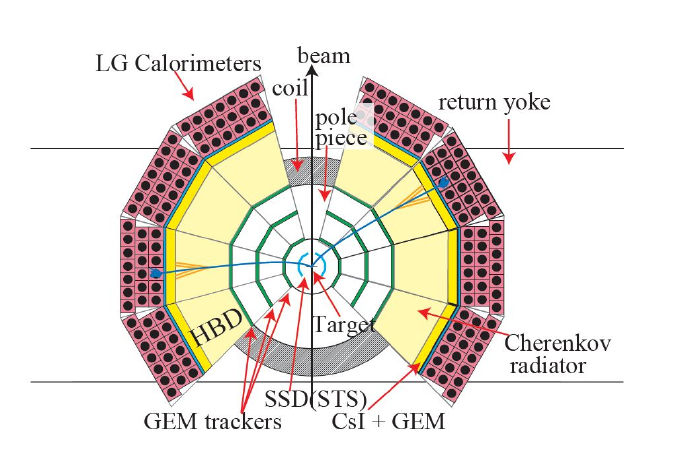 beam
LG Calorimeters
coil
return yoke
pole
piece
HBD
Target
Cherenkov
radiator
SSD(STS)
GEM trackers
CsI + GEM